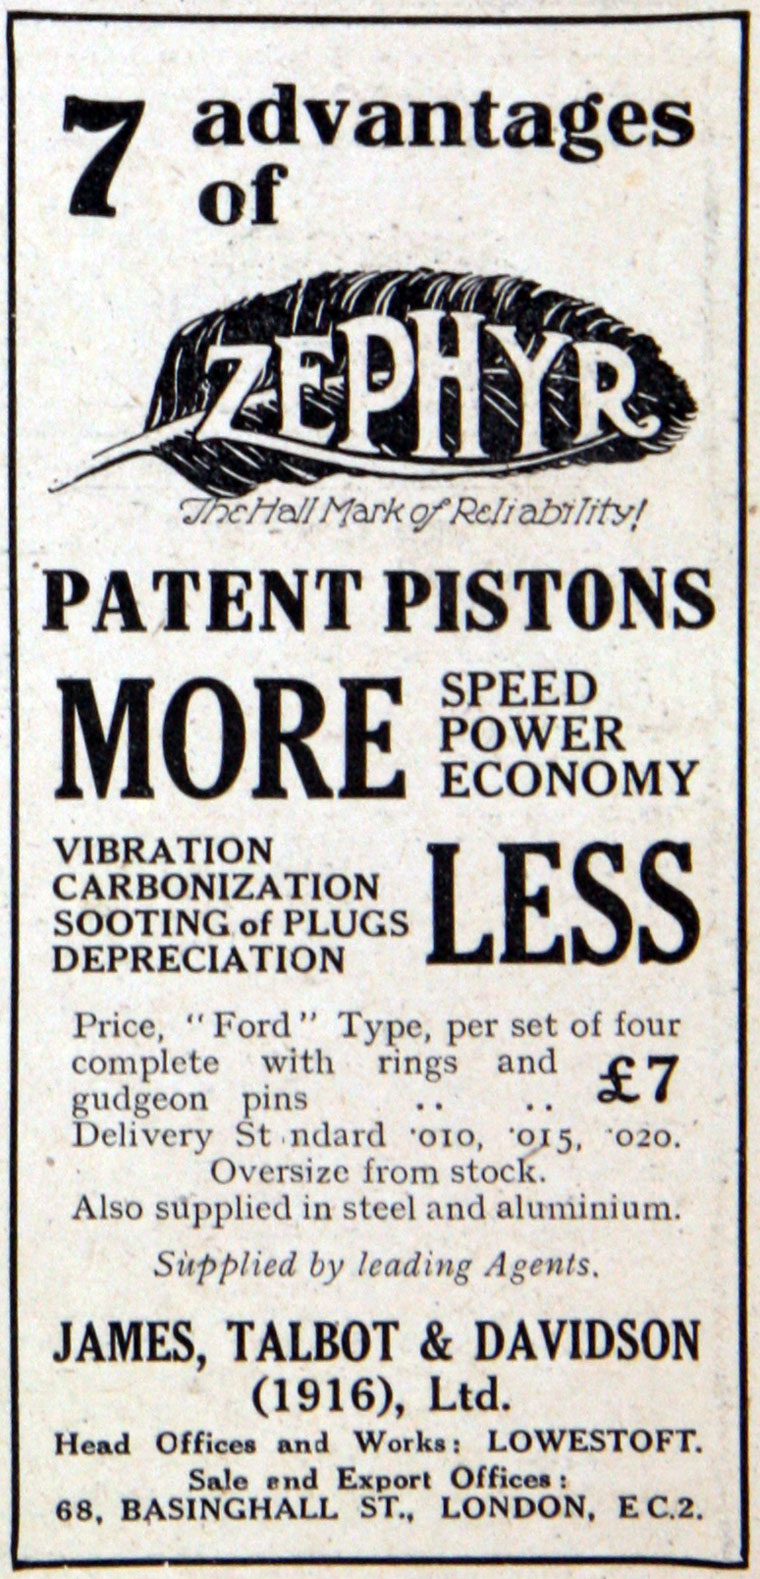 7 advantages
of
ZEPHYR
The Hall Mark of Reliability!
PATENT PISTONS
MORE SPEED
POWER
ECONOMY
VIBRATION
CARBONIZATION
SOOTING of PLUGS
DEPRECIATION
LESS
Price, "Ford" Type, per set of four
complete with rings and
gudgeon pins .. .. £7
Delivery St ndard ·010, ·015, ·020.
Oversize from stock.
Also supplied in steel and aluminium.
Supplied by leading Agents.
JAMES, TALBOT & DAVIDSON
(1916), Ltd.
Head Offices and Works: LOWESTOFT.
Sale and Export Offices:
68, BASINGHALL ST., LONDON, E C.2.